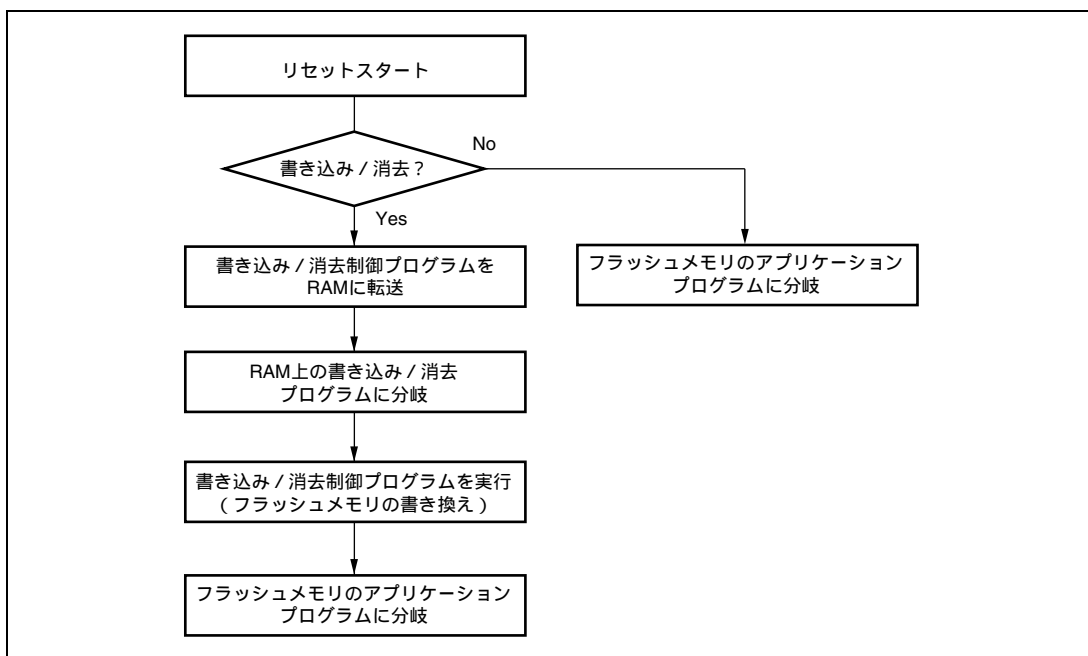 リセットスタート
書き込み / 消去？
No
Yes
書き込み / 消去制御プログラムを
RAMに転送
フラッシュメモリのアプリケーション
プログラムに分岐
RAM上の書き込み / 消去
プログラムに分岐
書き込み / 消去制御プログラムを実行
（フラッシュメモリの書き換え）
フラッシュメモリのアプリケーション
プログラムに分岐